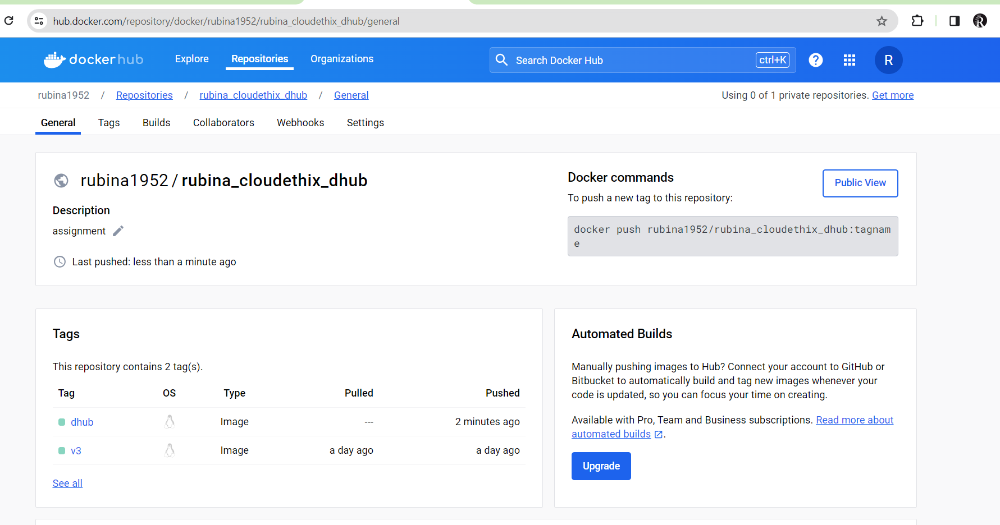 hub.docker.com/repository/docker/rubina1952/rubina_cloudethix_dhub/general
R
docker hub
Explore
Repositories
Organizations
Search Docker Hub
ctrl+K
?
R
rubina1952 / Repositories / rubina_cloudethix_dhub / General
Using 0 of 1 private repositories. Get more
General
Tags
Builds
Collaborators
Webhooks
Settings
rubina1952 / rubina_cloudethix_dhub
Description
assignment
Last pushed: less than a minute ago
Docker commands
Public View
To push a new tag to this repository:
docker push rubina1952/rubina_cloudethix_dhub:tagnam
e
Tags
This repository contains 2 tag(s).
Tag OS Type Pulled Pushed
dhub Image --- 2 minutes ago
v3 Image a day ago a day ago
See all
Automated Builds
Manually pushing images to Hub? Connect your account to GitHub or
Bitbucket to automatically build and tag new images whenever your
code is updated, so you can focus your time on creating.
Available with Pro, Team and Business subscriptions. Read more about
automated builds .
Upgrade